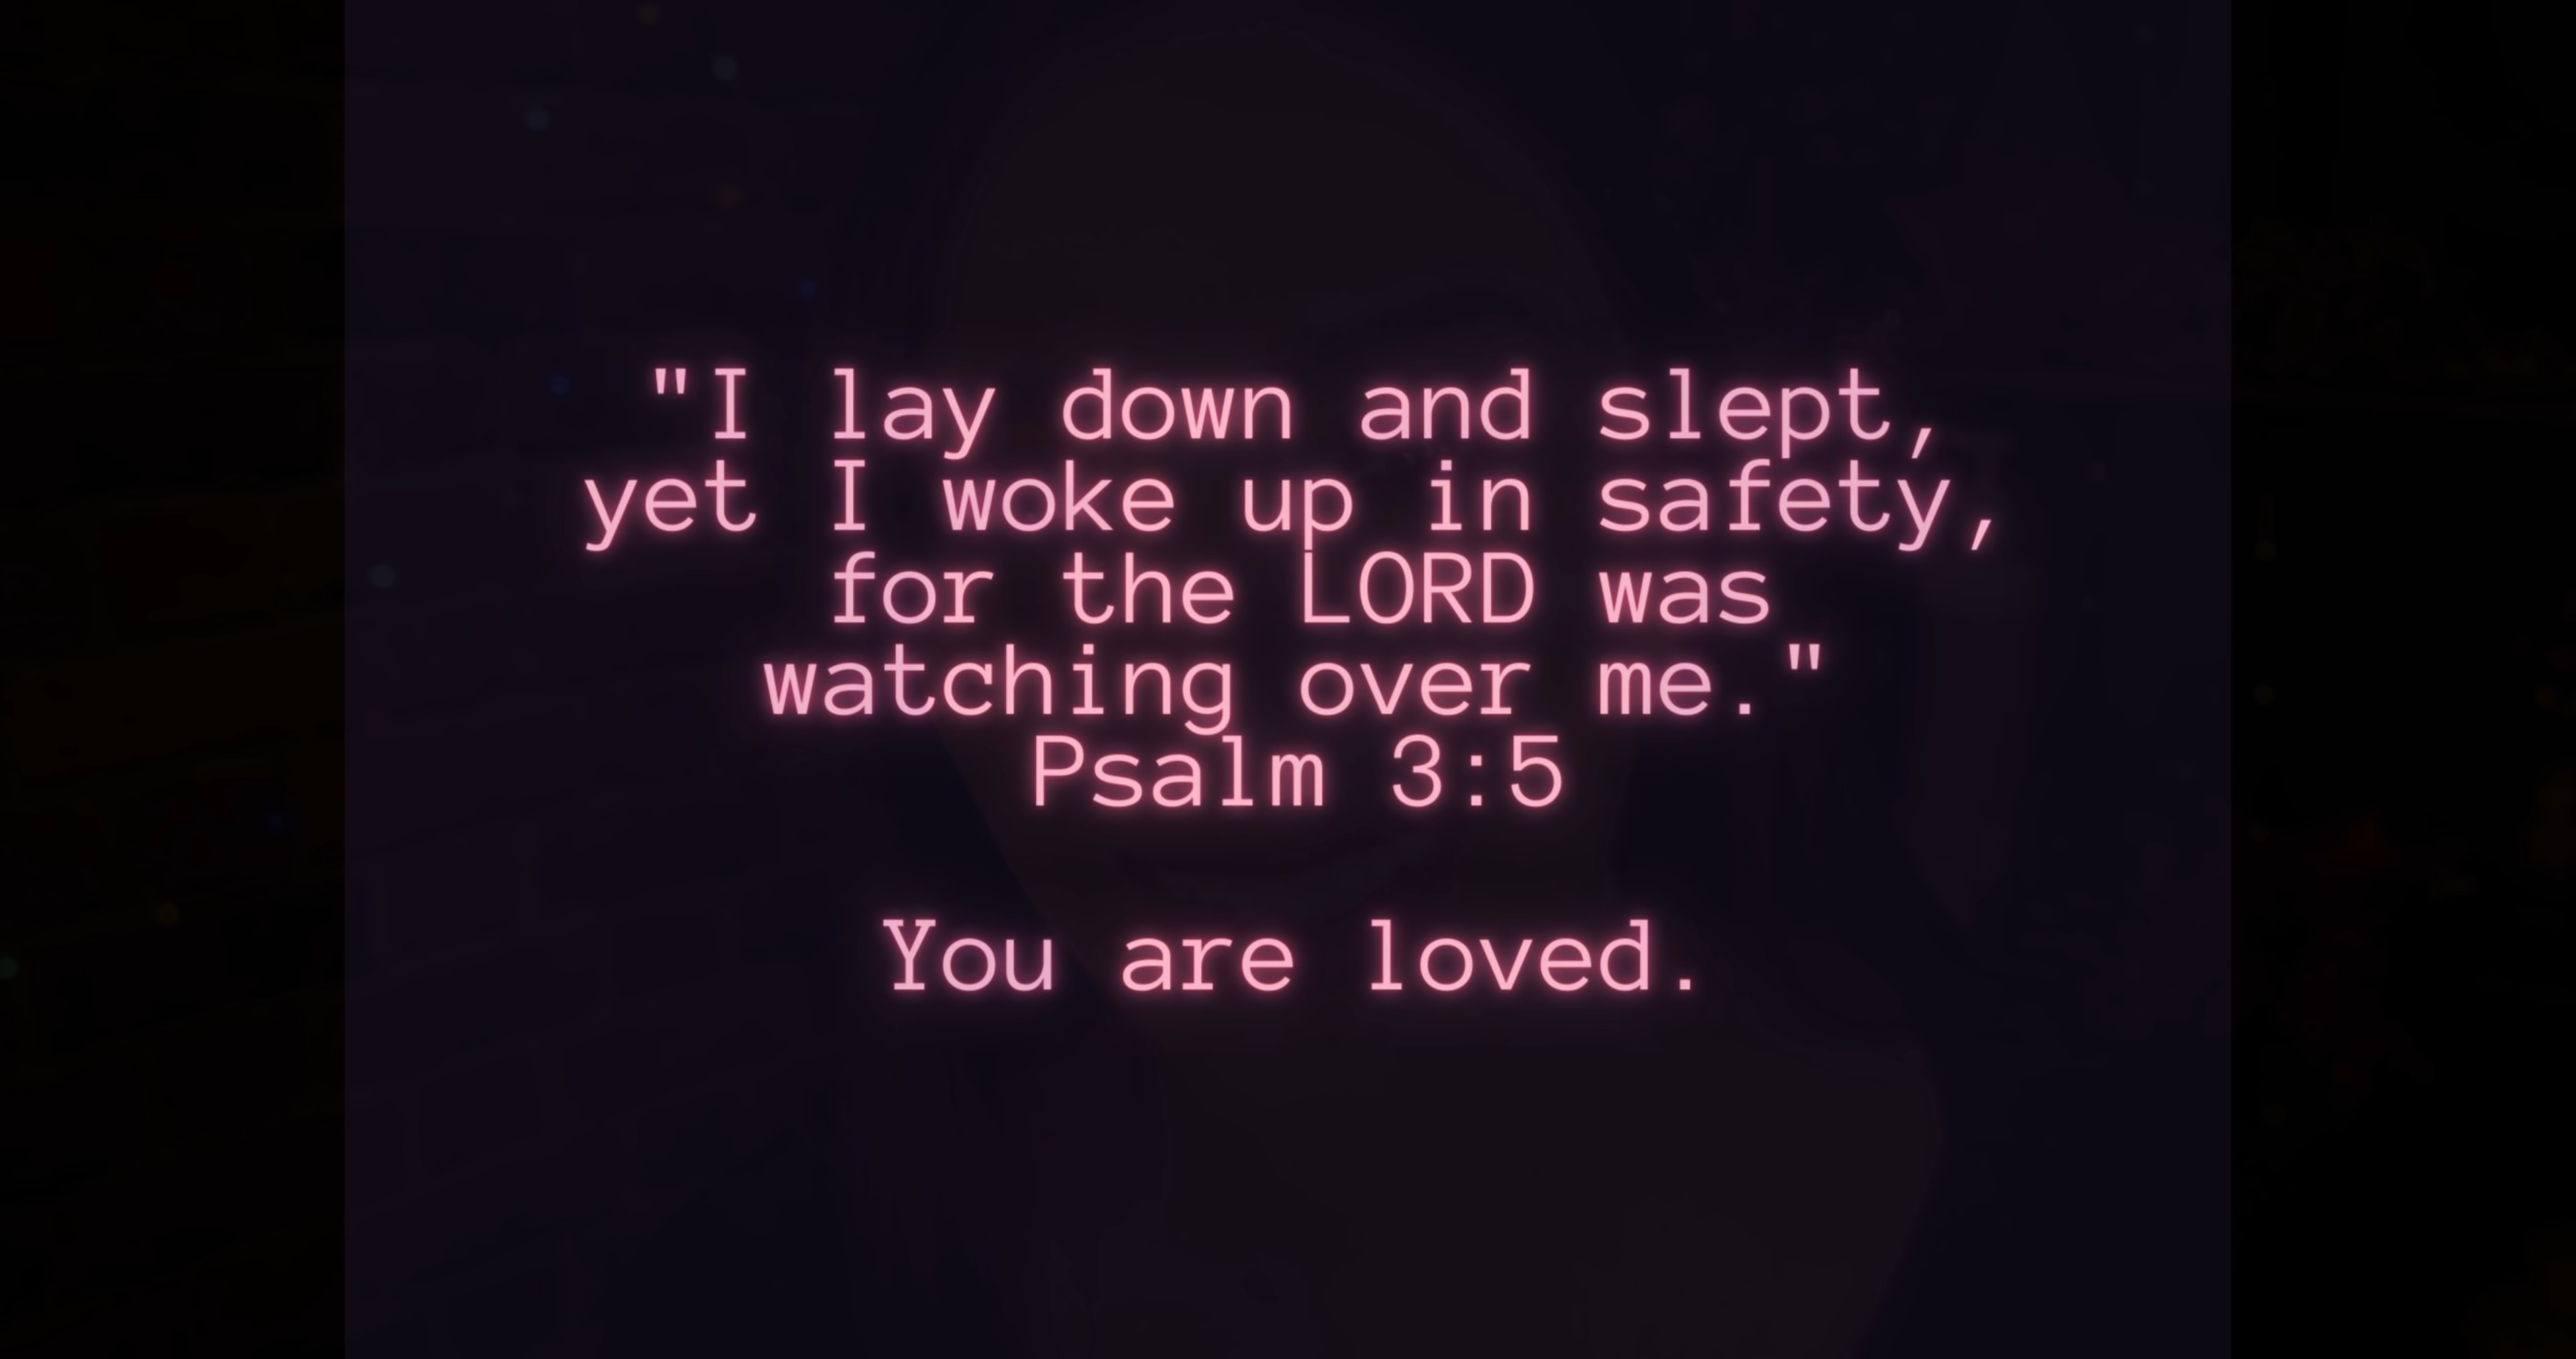 "I lay down and slept,
yet I woke up in safety,
for the LORD was
watching over me."
Psalm 3:5
You are loved.